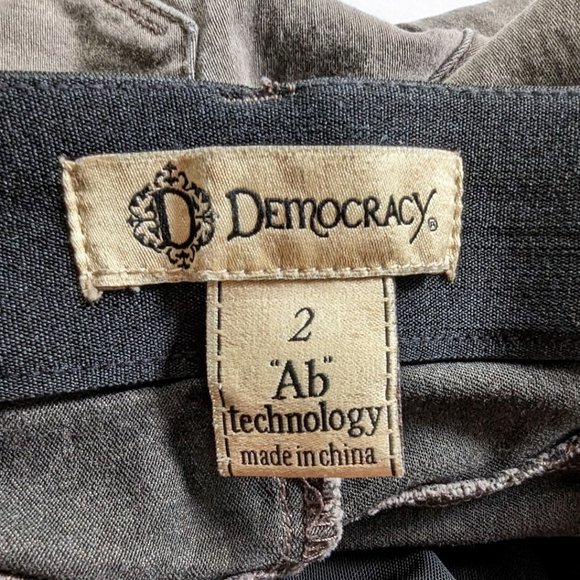 D DEMOCRACY®
2
"Ab"
technology
made in china